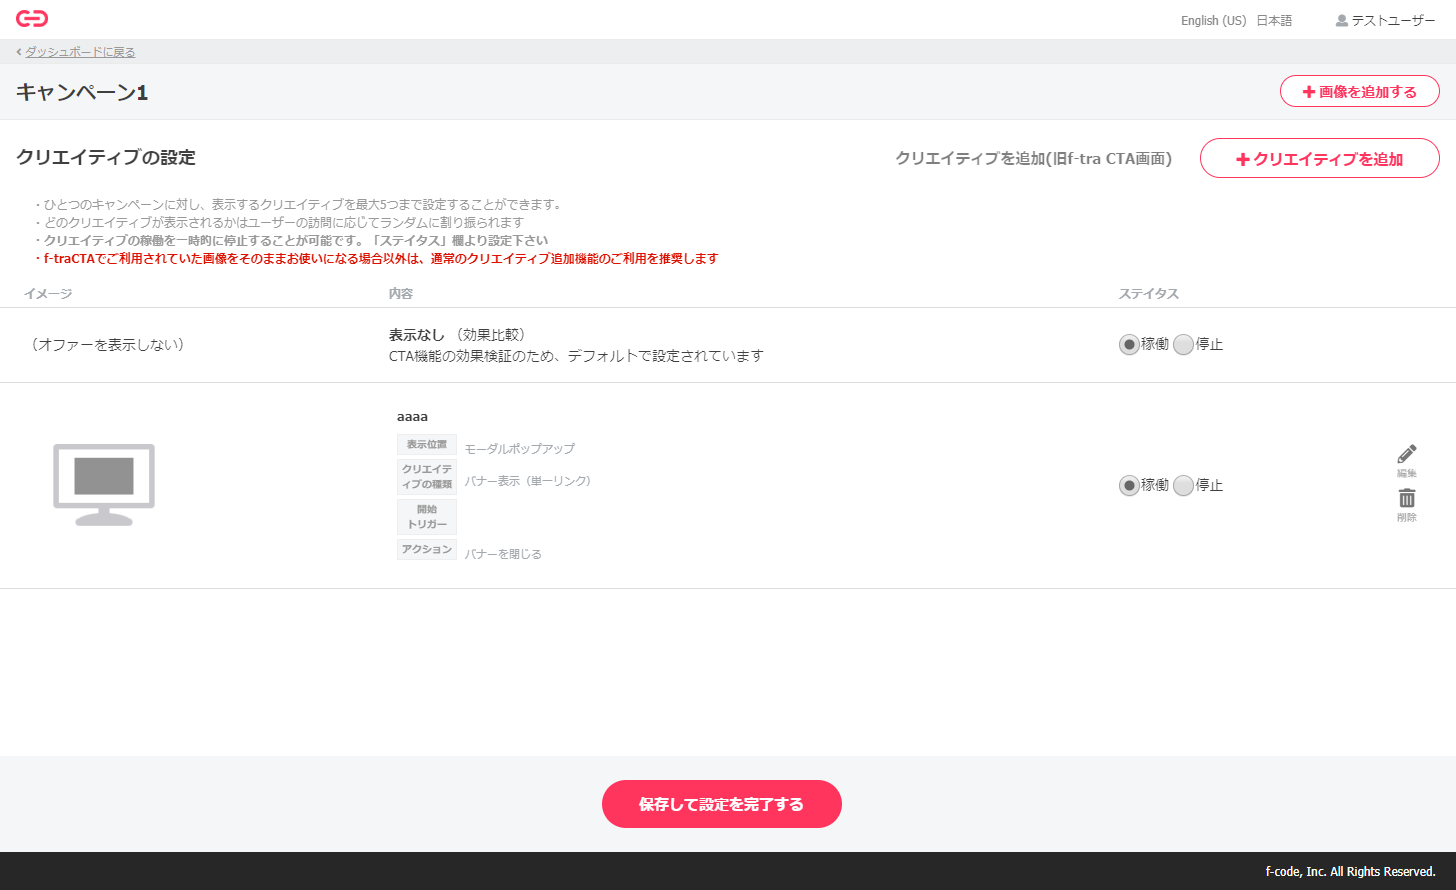 English (US) 日本語 テストユーザー
ダッシュボードに戻る
キャンペーン1
画像を追加する
クリエイティブの設定
クリエイティブを追加(旧f-tra CTA画面)
クリエイティブを追加
・ひとつのキャンペーンに対し、表示するクリエイティブを最大5つまで設定することができます。
・どのクリエイティブが表示されるかはユーザーの訪問に応じてランダムに割り振られます
・クリエイティブの稼働を一時的に停止することが可能です。「ステイタス」欄より設定下さい
・f-traCTAでご利用されていた画像をそのままお使いになる場合以外は、通常のクリエイティブ追加機能のご利用を推奨します
イメージ 内容 ステイタス
（オファーを表示しない）
表示なし （効果比較）
CTA機能の効果検証のため、デフォルトで設定されています
稼働 停止
aaaa
表示位置 モーダルポップアップ
クリエイテ
ィブの種類 バナー表示（単一リンク）
開始
トリガー
アクション バナーを閉じる
稼働 停止
編集
削除
保存して設定を完了する
f-code, Inc. All Rights Reserved.